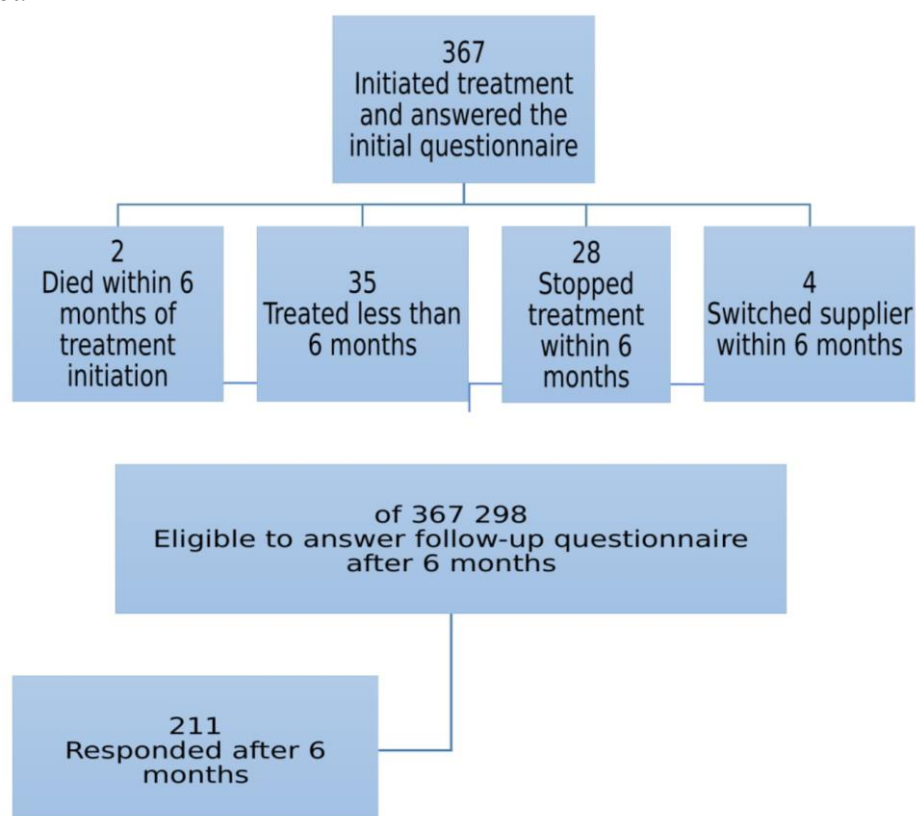 367
Initiated treatment
and answered the
initial questionnaire
2
Died within 6
months of
treatment
initiation
35
Treated less than
6 months
28
Stopped
treatment
within 6
months
4
Switched supplier
within 6 months
of 367 298
Eligible to answer follow-up questionnaire
after 6 months
211
Responded after 6
months